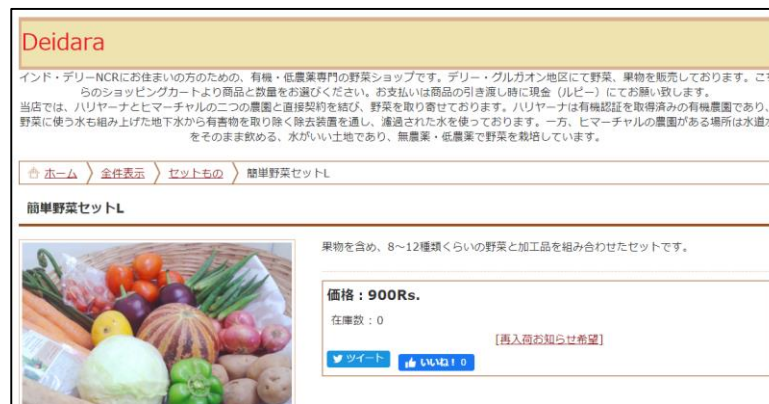 Deidara
インド・デリーNCRにお住まいの方のための、有機・低農薬専門の野菜ショップです。デリー・グルガオン地区にて野菜、果物を販売しております。こち
らのショッピングカートより商品と数量をお選びください。お支払いは商品の引き渡し時に現金（ルピー）にてお願い致します。
当店では、ハリヤーナとヒマーチャルの二つの農園と直接契約を結び、野菜を取り寄せております。ハリヤーナは有機認証を取得済みの有機農園であり、
野菜に使う水も組み上げた地下水から有害物を取り除く除去装置を通し、濾過された水を使っております。一方、ヒマーチャルの農園がある場所は水道水
をそのまま飲める、水がいい土地であり、無農薬・低農薬で野菜を栽培しています。
ホーム 〉 全件表示 〉 セットもの 〉 簡単野菜セットL
簡単野菜セットL
果物を含め、8～12種類くらいの野菜と加工品を組み合わせたセットです。
価格：900Rs.
在庫数：0
[再入荷お知らせ希望]
ツイート いいね！ 0